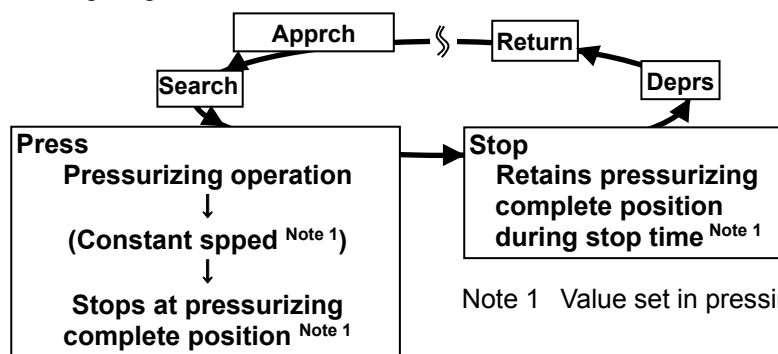 Apprch
Return
Search
Deprs
Press
Pressurizing operation
↓
(Constant spped Note 1)
↓
Stops at pressurizing
complete position Note 1
Stop
Retains pressurizing
complete position
during stop time Note 1
Note 1 Value set in